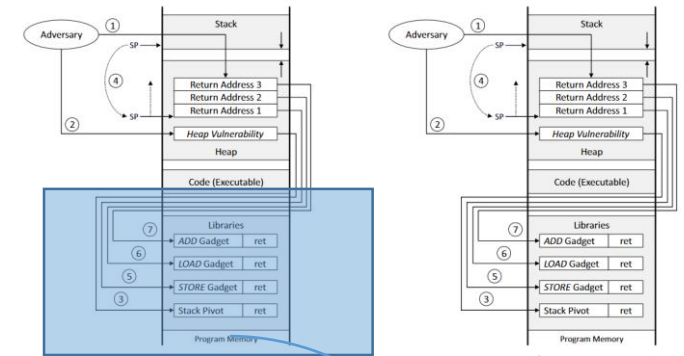 Stack
Adversary
1
SP
4
Return Address 3
Return Address 2
Return Address 1
SP
2
Heap Vulnerability
Heap
Code (Executable)
Libraries
7
ADD Gadget ret
6
LOAD Gadget ret
5
STORE Gadget ret
3
Stack Pivot ret
Program Memory
Stack
Adversary
1
SP
4
Return Address 3
Return Address 2
Return Address 1
SP
2
Heap Vulnerability
Heap
Code (Executable)
Libraries
7
ADD Gadget ret
6
LOAD Gadget ret
5
STORE Gadget ret
3
Stack Pivot ret
Program Memory